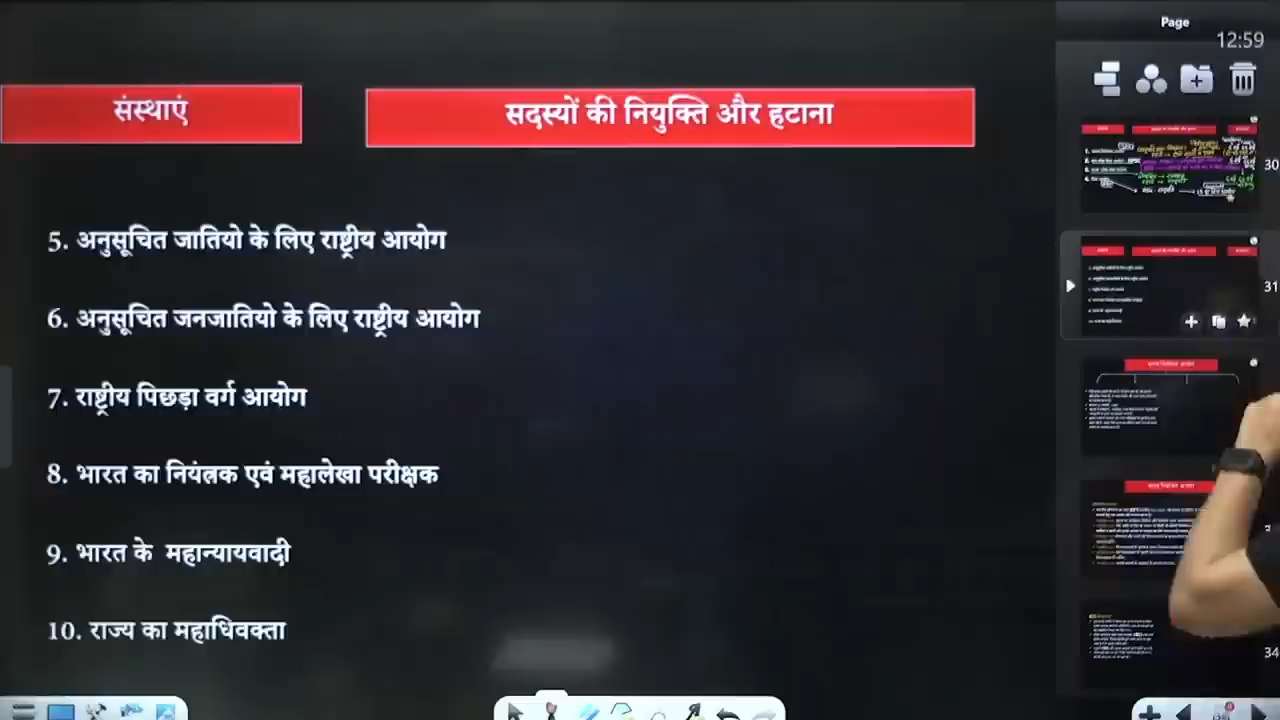 Page
12:59
संस्थाएं
सदस्यों की नियुक्ति और हटाना
5. अनुसूचित जातियो के लिए राष्ट्रीय आयोग
6. अनुसूचित जनजातियो के लिए राष्ट्रीय आयोग
7. राष्ट्रीय पिछड़ा वर्ग आयोग
8. भारत का नियंत्रक एवं महालेखा परीक्षक
9. भारत के महान्यायवादी
10. राज्य का महाधिवक्ता
30
31
34